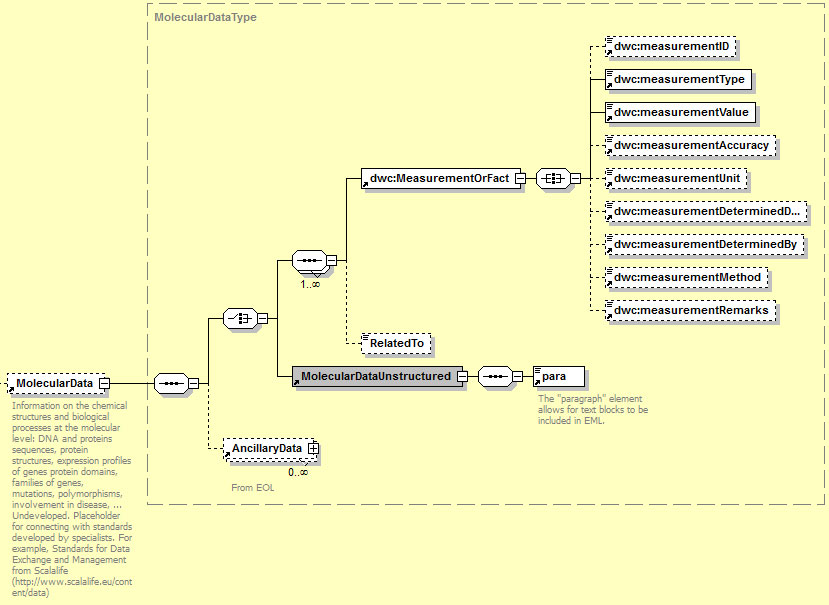 MolecularDataType
dwc:measurementID
dwc:measurementType
dwc:measurementValue
dwc:measurementAccuracy
dwc:MeasurementOrFact
dwc:measurementUnit
dwc:measurementDeterminedD...
dwc:measurementDeterminedBy
dwc:measurementMethod
1..∞
dwc:measurementRemarks
RelatedTo
MolecularDataUnstructured
para
The "paragraph" element
allows for text blocks to be
included in EML.
MolecularData
Information on the chemical
structures and biological
processes at the molecular
level: DNA and proteins
sequences, protein
structures, expression profiles
of genes protein domains,
families of genes,
mutations, polymorphisms,
involvement in disease, ...
Undeveloped. Placeholder
for connecting with standards
developed by specialists. For
example, Standards for Data
Exchange and Management
from Scalalife
(http://www.scalalife.eu/cont
ent/data)
AncillaryData
0..∞
From EOL